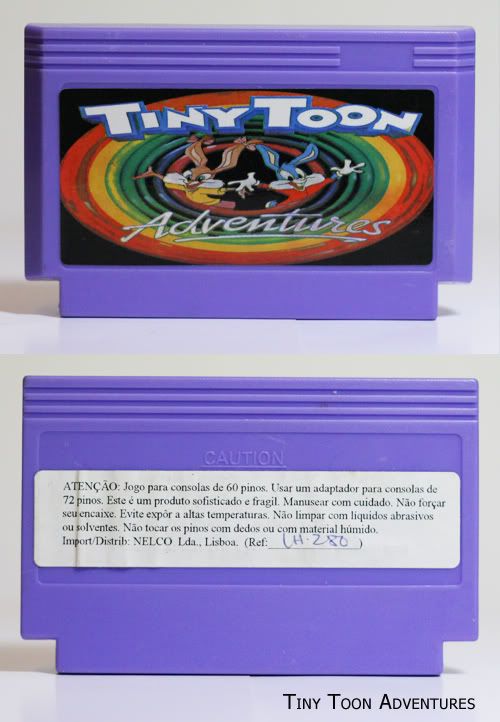 TINY TOON
Adventures
CAUTION
ATENÇÃO: Jogo para consolas de 60 pinos. Usar um adaptador para consolas de
72 pinos. Este é um produto sofisticado e fragil. Manusear com cuidado. Não forçar
seu encaixe. Evite expôr a altas temperaturas. Não limpar com liquidos abrasivos
ou solventes. Não tocar os pinos com dedos ou com material húmido.
Import/Distrib: NELCO Lda., Lisboa. (Ref: LH-280)
TINY TOON ADVENTURES